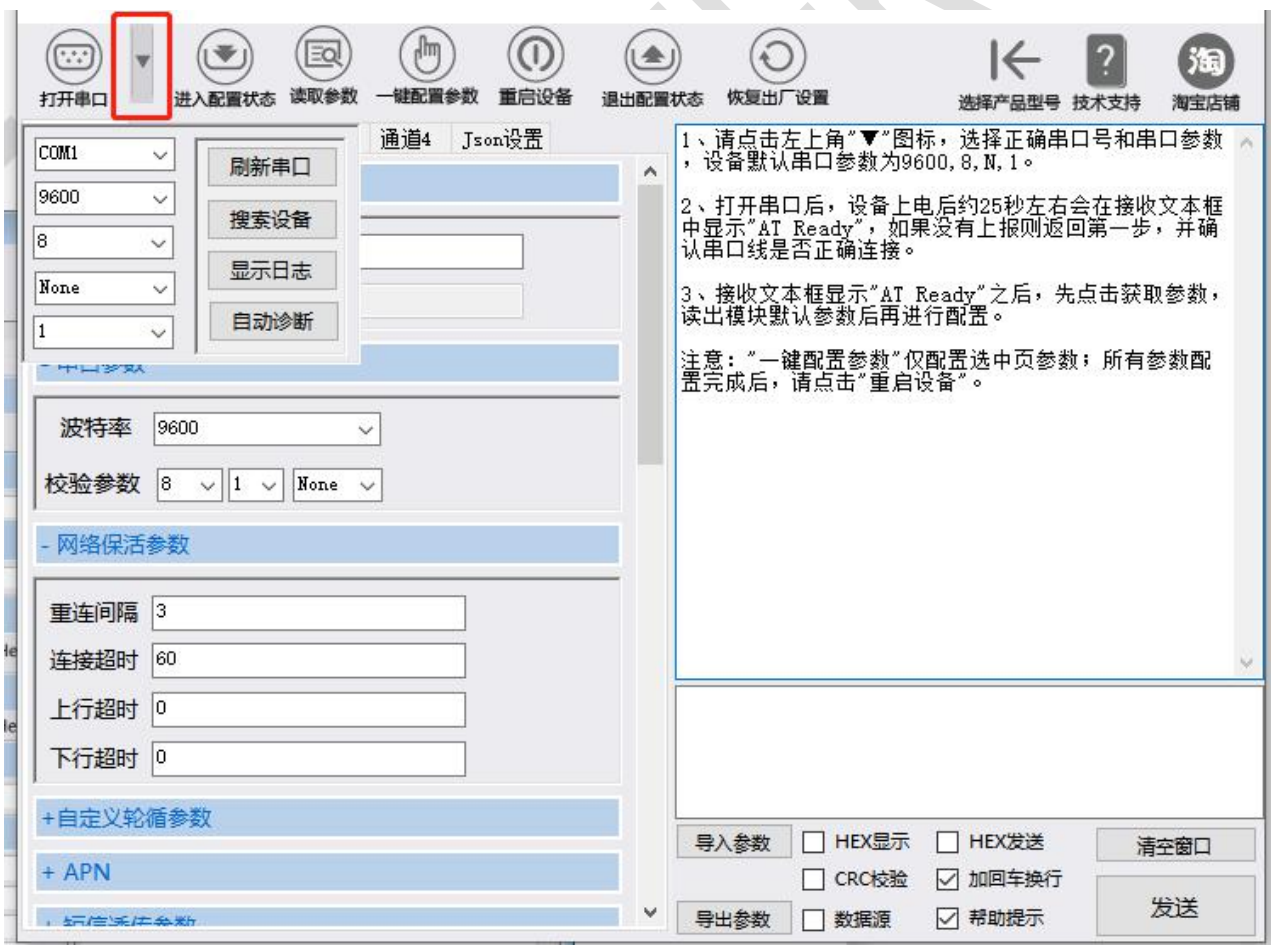 打开串口
▼
进入配置状态
读取参数
一键配置参数
重启设备
退出配置状态
恢复出厂设置
选择产品型号
技术支持
淘
淘宝店铺
通道4
Json设置
COM1
9600
8
None
1
刷新串口
搜索设备
显示日志
自动诊断
- 串口参数
波特率 9600
校验参数 8 1 None
- 网络保活参数
重连间隔 3
连接超时 60
上行超时 0
下行超时 0
+自定义轮循参数
+ APN
+ 短信透传参数
1、请点击左上角"▼"图标，选择正确串口号和串口参数
，设备默认串口参数为9600,8,N,1。
2、打开串口后，设备上电后约25秒左右会在接收文本框
中显示"AT Ready"，如果没有上报则返回第一步，并确
认串口线是否正确连接。
3、接收文本框显示"AT Ready"之后，先点击获取参数，
读出模块默认参数后再进行配置。
注意："一键配置参数"仅配置选中页参数；所有参数配
置完成后，请点击"重启设备"。
导入参数 HEX显示 HEX发送 清空窗口
CRC校验 加回车换行
导出参数 数据源 帮助提示 发送